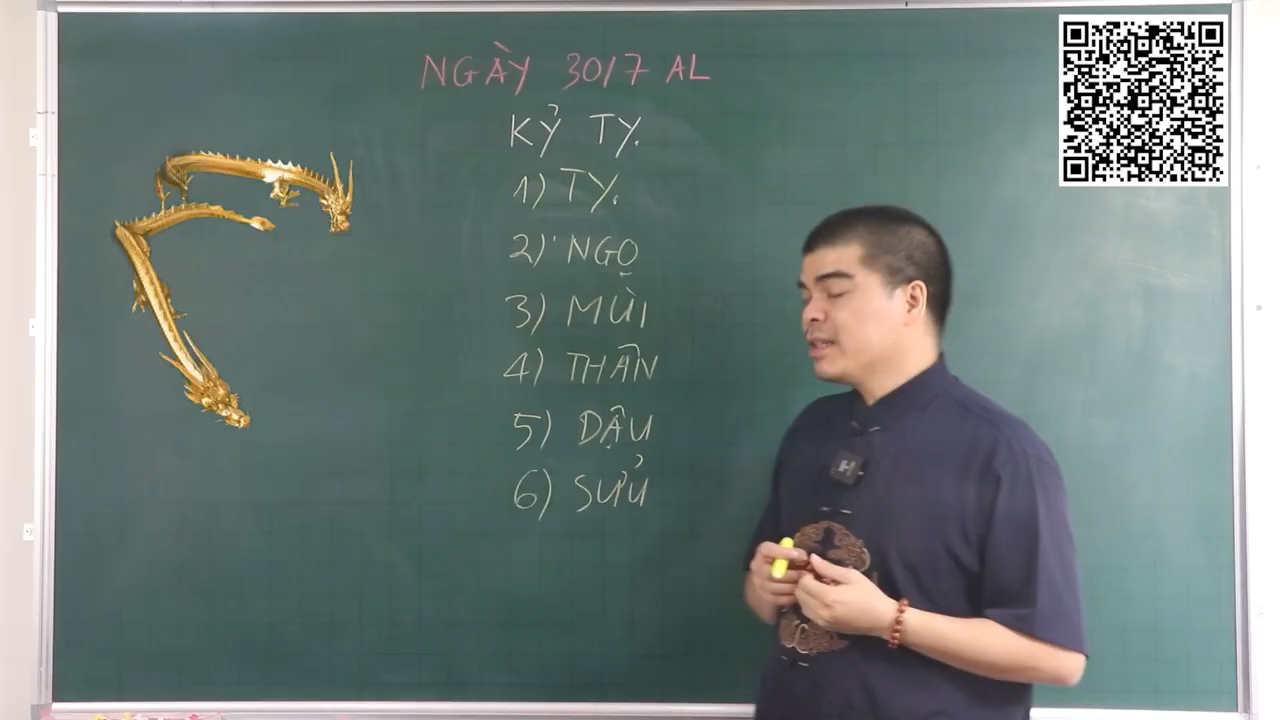 NGÀY 30/7 AL
KỶ TỴ
1) TỴ
2) NGỌ
3) MÙI
4) THÂN
5) DẬU
6) SỬU
H